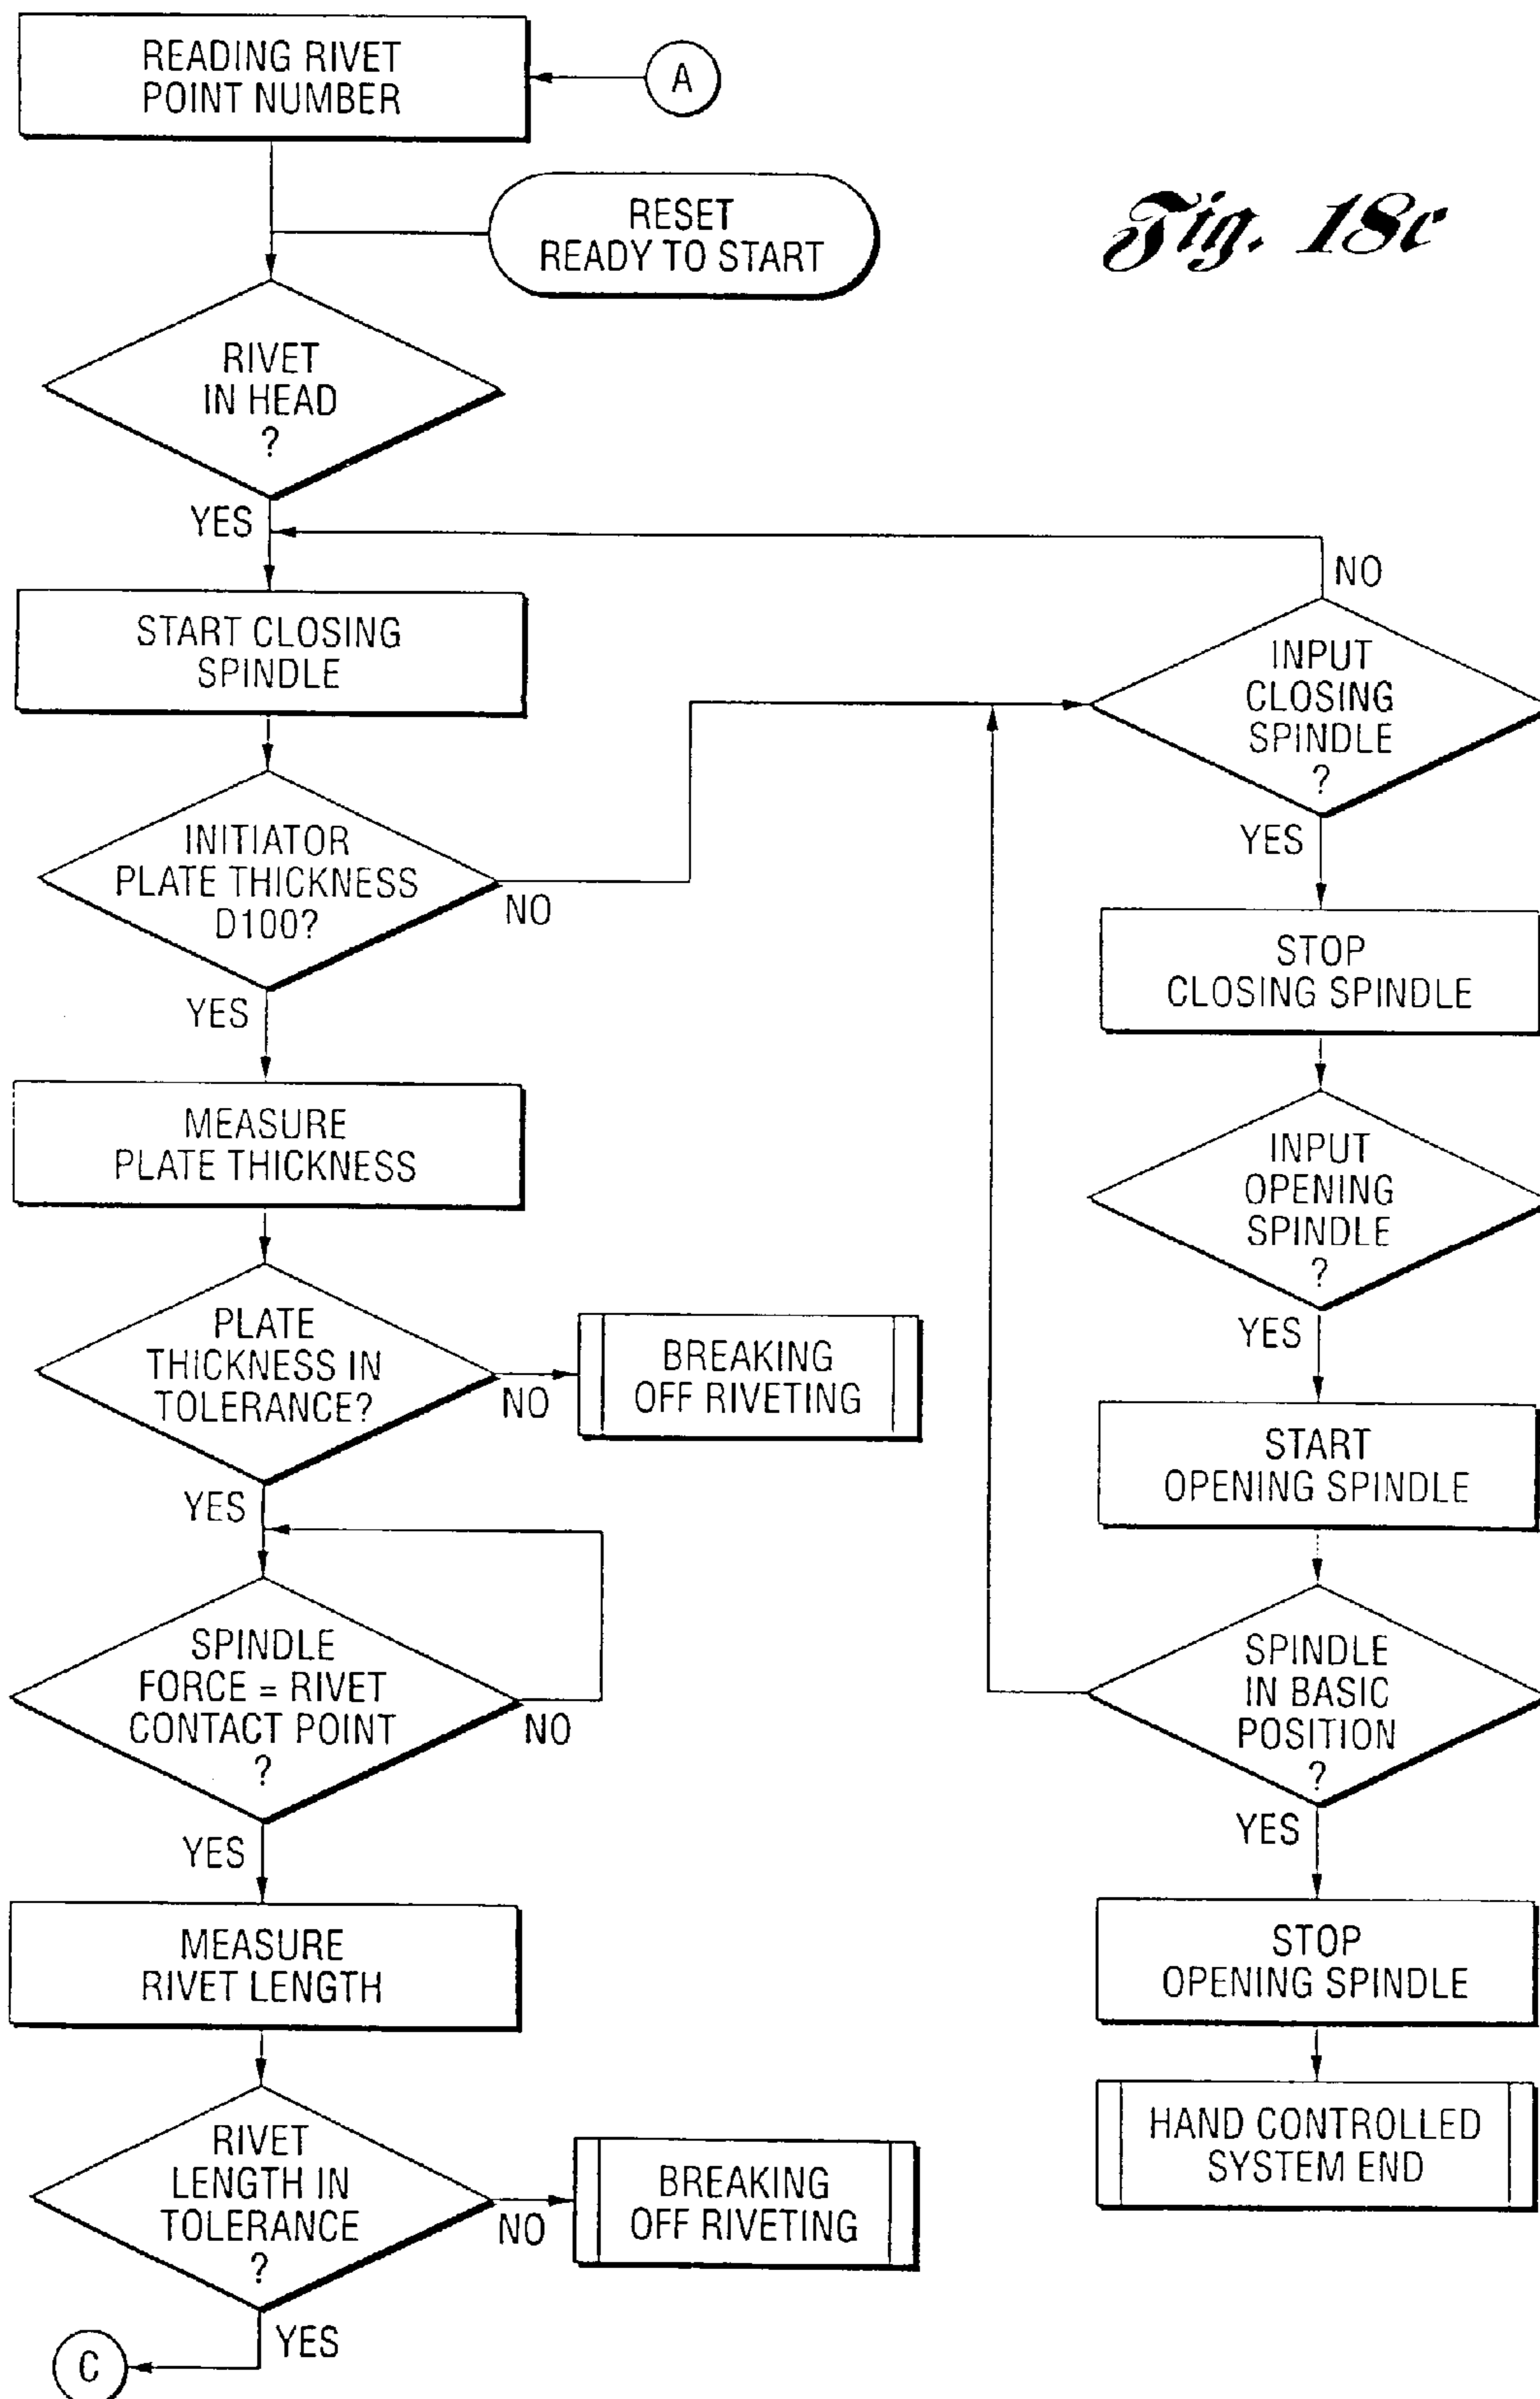 READING RIVET
POINT NUMBER
A
RESET
READY TO START
Fig. 18c
RIVET
IN HEAD
?
YES
START CLOSING
SPINDLE
INITIATOR
PLATE THICKNESS
D100?
NO
YES
MEASURE
PLATE THICKNESS
PLATE
THICKNESS IN
TOLERANCE?
NO
BREAKING
OFF RIVETING
YES
SPINDLE
FORCE = RIVET
CONTACT POINT
?
NO
YES
MEASURE
RIVET LENGTH
RIVET
LENGTH IN
TOLERANCE
?
NO
BREAKING
OFF RIVETING
YES
C
NO
INPUT
CLOSING
SPINDLE
?
YES
STOP
CLOSING SPINDLE
INPUT
OPENING
SPINDLE
?
YES
START
OPENING SPINDLE
SPINDLE
IN BASIC
POSITION
?
YES
STOP
OPENING SPINDLE
HAND CONTROLLED
SYSTEM END